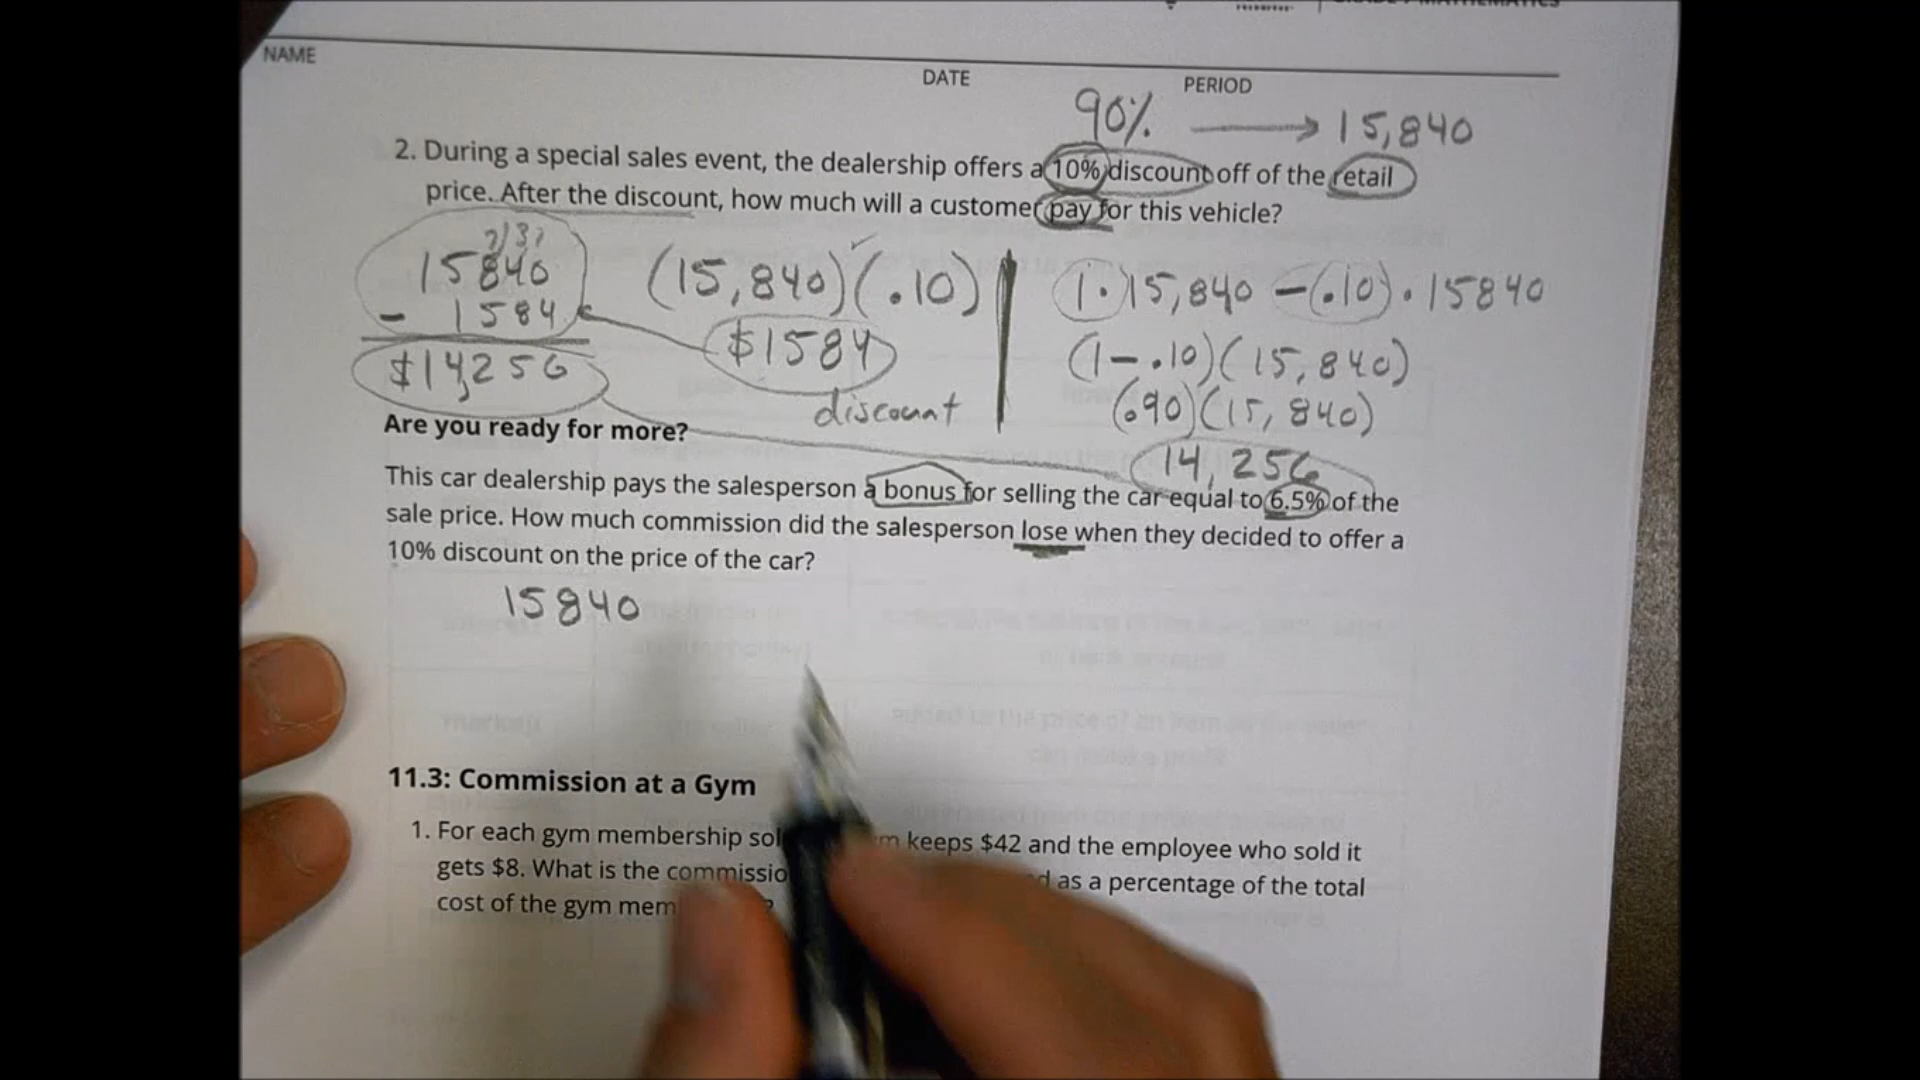 NAME
DATE
PERIOD
90% → 15,840
2. During a special sales event, the dealership offers a 10% discount off of the retail
price. After the discount, how much will a customer pay for this vehicle?
15840
- 1584
$14,256
(15,840)(.10)
$1584
discount
1 · 15,840 - (.10) · 15840
(1 - .10)(15,840)
(.90)(15,840)
14,256
Are you ready for more?
This car dealership pays the salesperson a bonus for selling the car equal to 6.5% of the
sale price. How much commission did the salesperson lose when they decided to offer a
10% discount on the price of the car?
15840
11.3: Commission at a Gym
1. For each gym membership keeps $42 and the employee who sold it
gets $8. What is the as a percentage of the total
cost of the gym